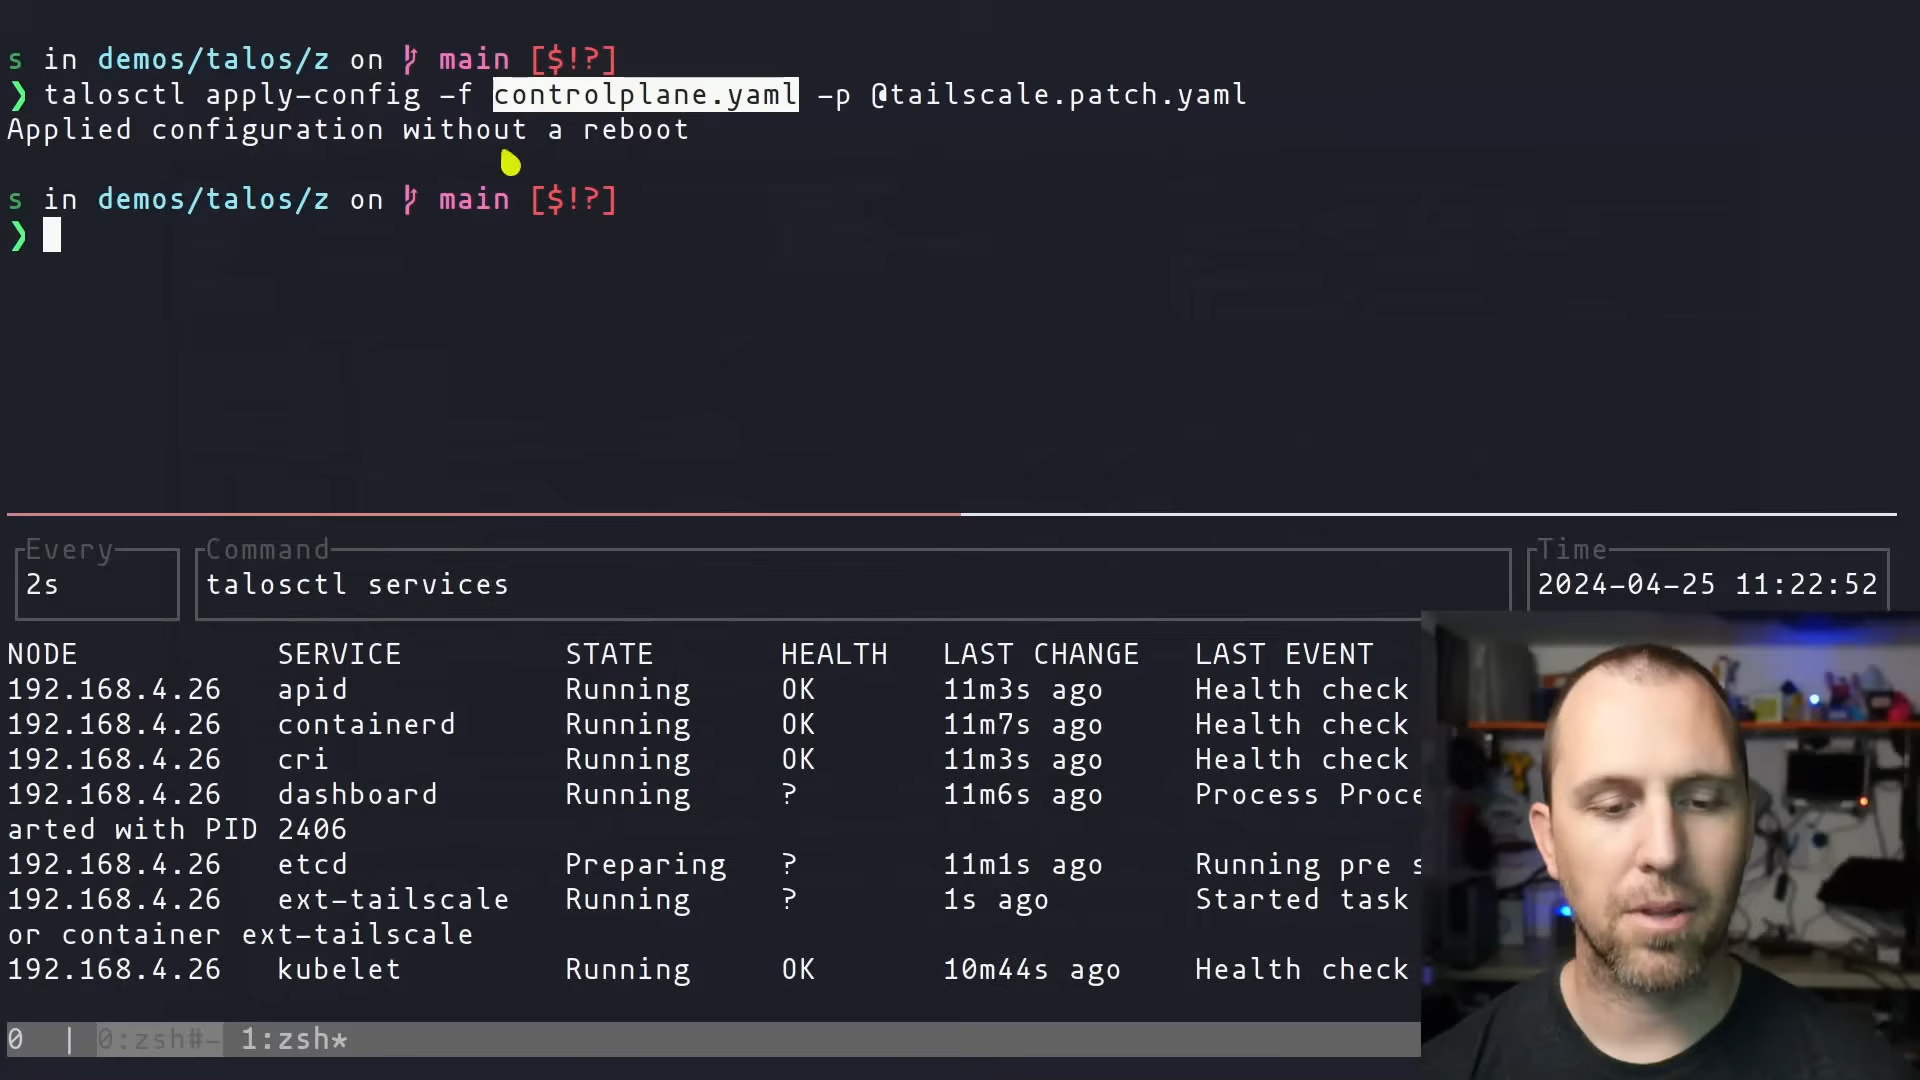 s in demos/talos/z on main [$!?]
❯ talosctl apply-config -f controlplane.yaml -p @tailscale.patch.yaml
Applied configuration without a reboot
s in demos/talos/z on main [$!?]
❯
Every Command Time
2s talosctl services 2024-04-25 11:22:52
NODE SERVICE STATE HEALTH LAST CHANGE LAST EVENT
192.168.4.26 apid Running OK 11m3s ago Health check
192.168.4.26 containerd Running OK 11m7s ago Health check
192.168.4.26 cri Running OK 11m3s ago Health check
192.168.4.26 dashboard Running ? 11m6s ago Process Proce
arted with PID 2406
192.168.4.26 etcd Preparing ? 11m1s ago Running pre s
192.168.4.26 ext-tailscale Running ? 1s ago Started task
or container ext-tailscale
192.168.4.26 kubelet Running OK 10m44s ago Health check
0 | 0:zsh#- 1:zsh*